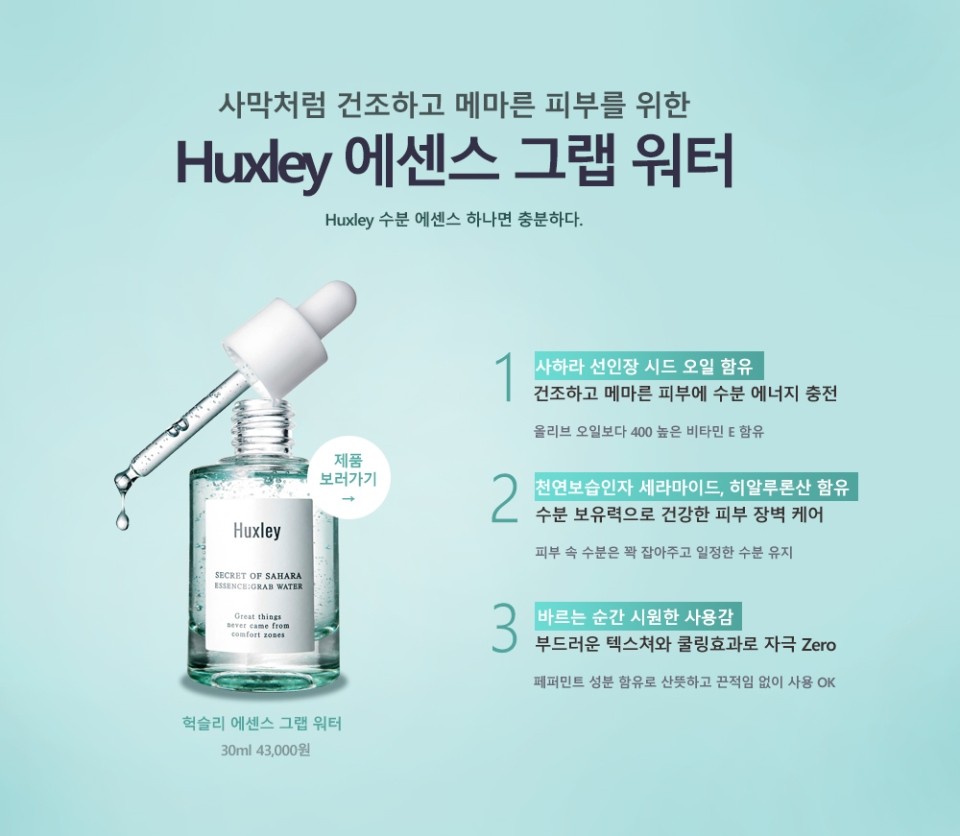 사막처럼 건조하고 메마른 피부를 위한
Huxley 에센스 그랩 워터
Huxley 수분 에센스 하나면 충분하다.
1
사하라 선인장 시드 오일 함유
건조하고 메마른 피부에 수분 에너지 충전
올리브 오일보다 400 높은 비타민 E 함유
2
천연보습인자 세라마이드, 히알루론산 함유
수분 보유력으로 건강한 피부 장벽 케어
피부 속 수분은 꽉 잡아주고 일정한 수분 유지
3
바르는 순간 시원한 사용감
부드러운 텍스쳐와 쿨링효과로 자극 Zero
페퍼민트 성분 함유로 산뜻하고 끈적임 없이 사용 OK
제품
보러가기
→
Huxley
SECRET OF SAHARA
ESSENCE:GRAB WATER
Great things
never came from
comfort zones
헉슬리 에센스 그랩 워터
30ml 43,000원